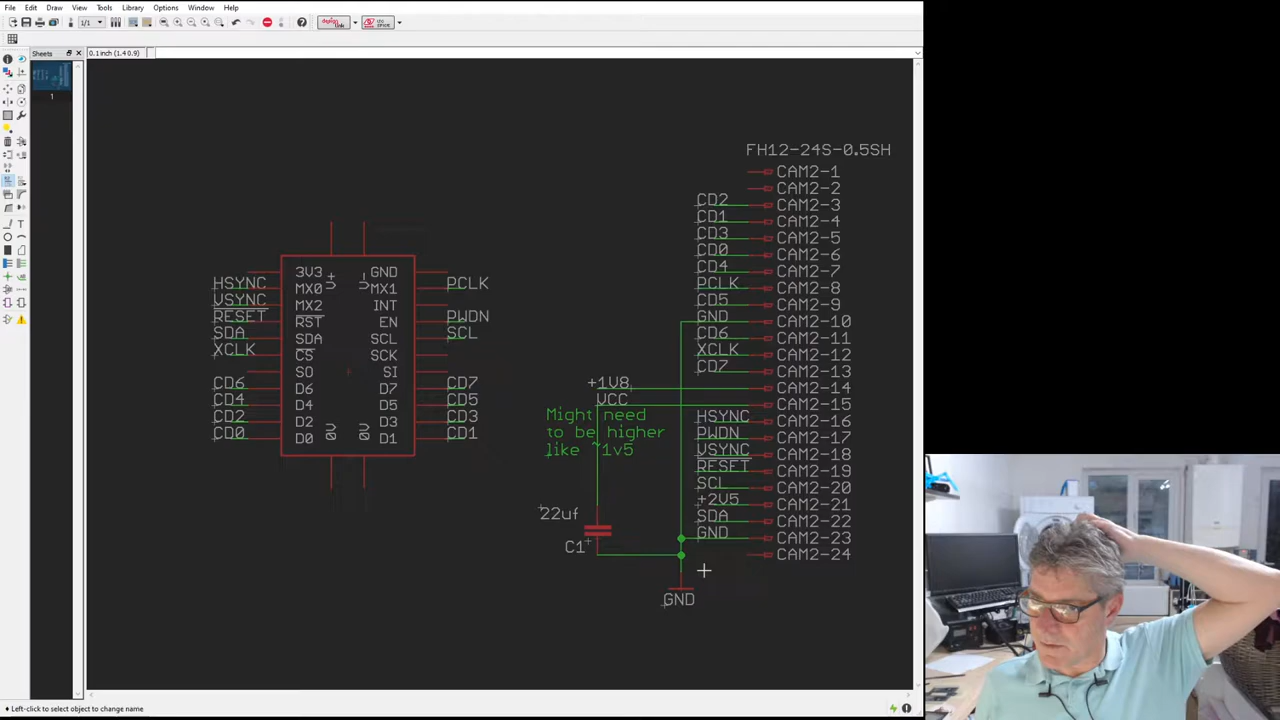 File Edit Draw View Tools Library Options Window Help
1/1
design link
Sheets
0.1 inch (1.4 0.9)
1
FH12-24S-0.5SH
CAM2-1
CAM2-2
CD2 CAM2-3
CD1 CAM2-4
CD3 CAM2-5
CD0 CAM2-6
CD4 CAM2-7
PCLK CAM2-8
CD5 CAM2-9
GND CAM2-10
CD6 CAM2-11
XCLK CAM2-12
CD7 CAM2-13
+1V8 CAM2-14
VCC CAM2-15
HSYNC CAM2-16
PWDN CAM2-17
VSYNC CAM2-18
RESET CAM2-19
SCL CAM2-20
+2V5 CAM2-21
SDA CAM2-22
GND CAM2-23
CAM2-24
3V3 GND
HSYNC MX0 MX1 PCLK
VSYNC MX2 INT
RESET RST EN PWDN
SDA SDA SCL SCL
XCLK CS SCK
SO SI
CD6 D6 D7 CD7
CD4 D4 D5 CD5
CD2 D2 D3 CD3
CD0 D0 D1 CD1
Might need
to be higher
like ~1v5
22uf
C1
GND
Left-click to select object to change name